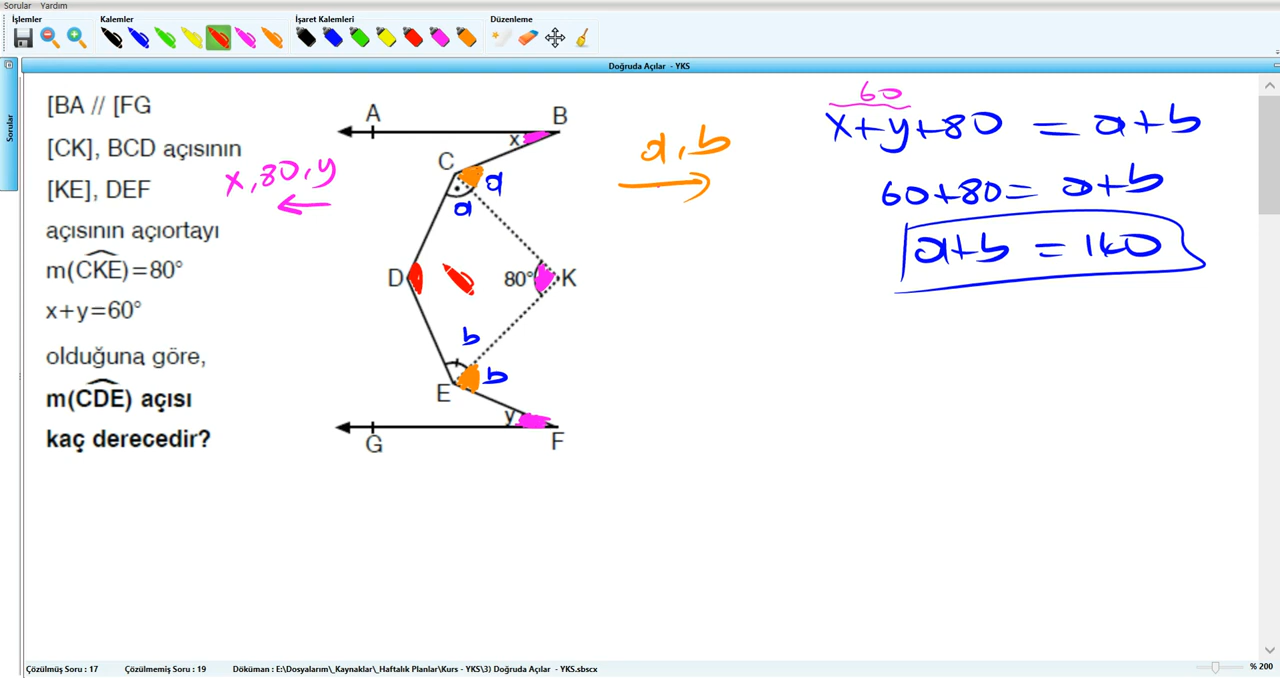 Sorular Yardım
İşlemler Kalemler İşaret Kalemleri Düzenleme
Doğruda Açılar - YKS
Sorular
[BA // [FG
[CK], BCD açısının
[KE], DEF
açısının açıortayı
m(CKE)=80°
x+y=60°
olduğuna göre,
m(CDE) açısı
kaç derecedir?
x,80,y
A B
x
C
a
a
D 80° K
b
b
E
y
G F
a,b
60
x+y+80 = a+b
60+80= a+b
a+b = 140
Çözülmüş Soru : 17 Çözülmemiş Soru : 19 Döküman : E:\Dosyalarım\_Kaynaklar\_Haftalık Planlar\Kurs - YKS\3) Doğruda Açılar - YKS.sbscx % 200